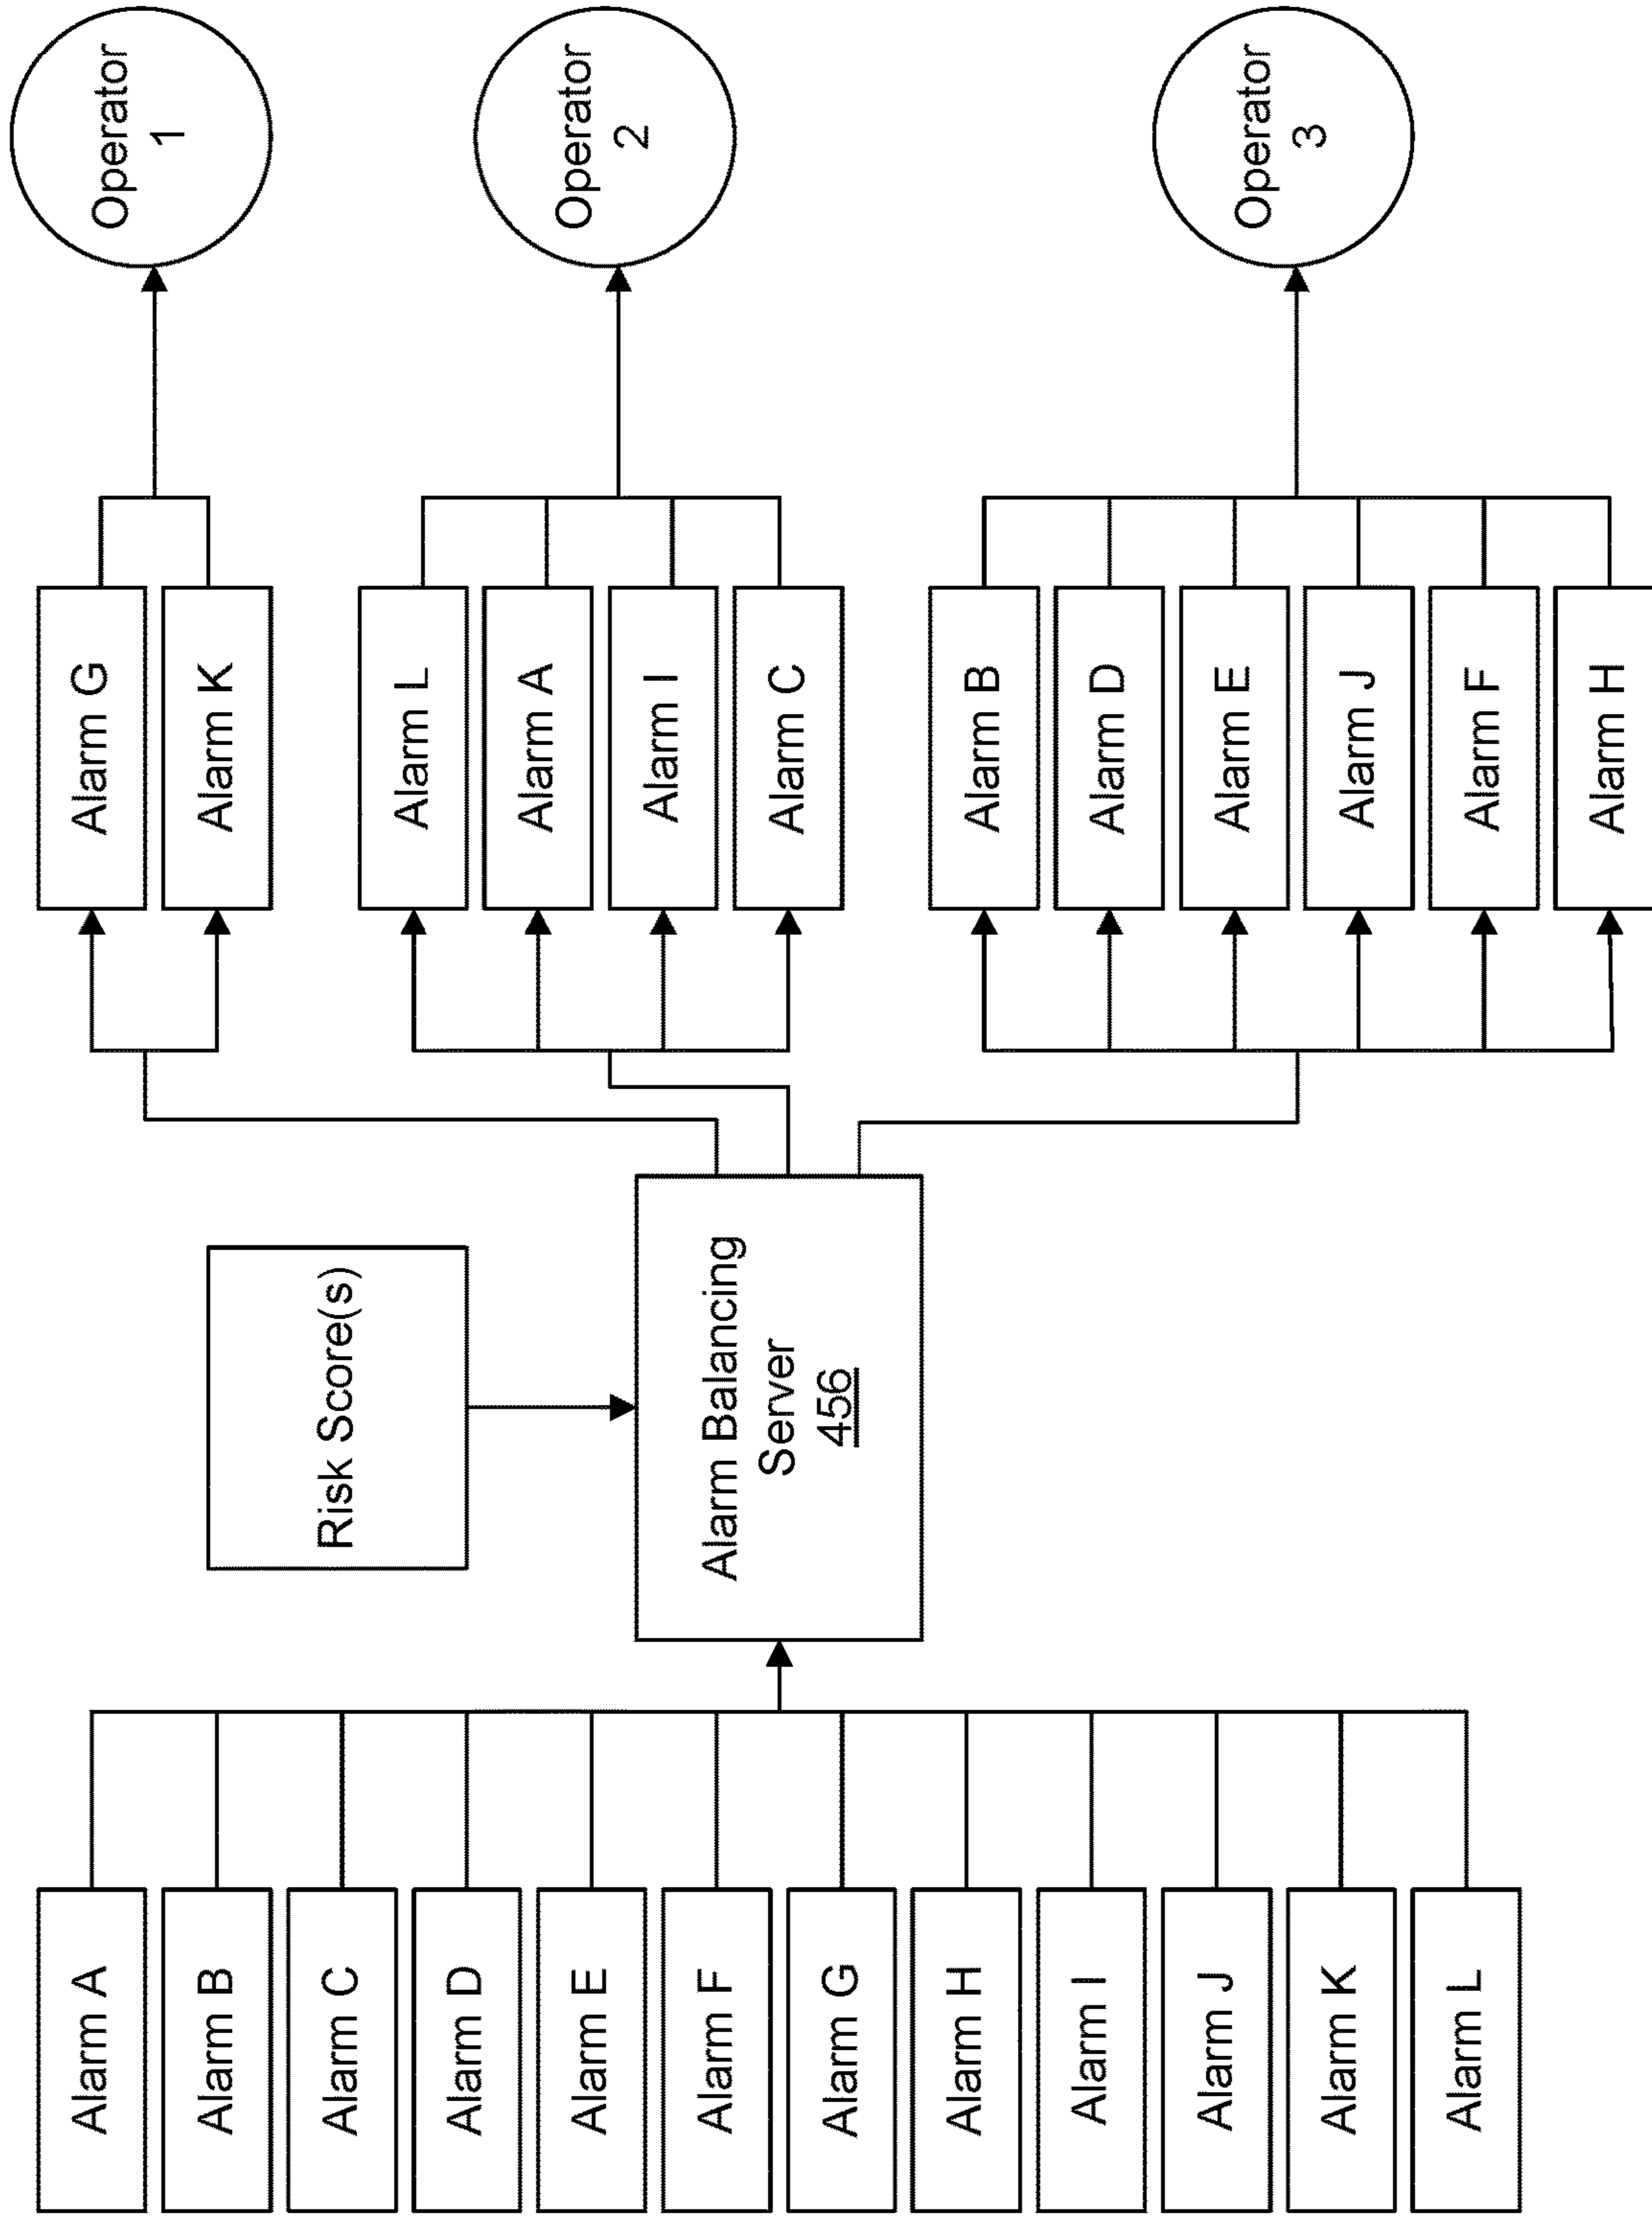 Alarm A
Alarm B
Alarm C
Alarm D
Alarm E
Alarm F
Alarm G
Alarm H
Alarm I
Alarm J
Alarm K
Alarm L
Risk Score(s)
Alarm Balancing
Server
456
Alarm G
Alarm K
Alarm L
Alarm A
Alarm I
Alarm C
Alarm B
Alarm D
Alarm E
Alarm J
Alarm F
Alarm H
Operator
1
Operator
2
Operator
3